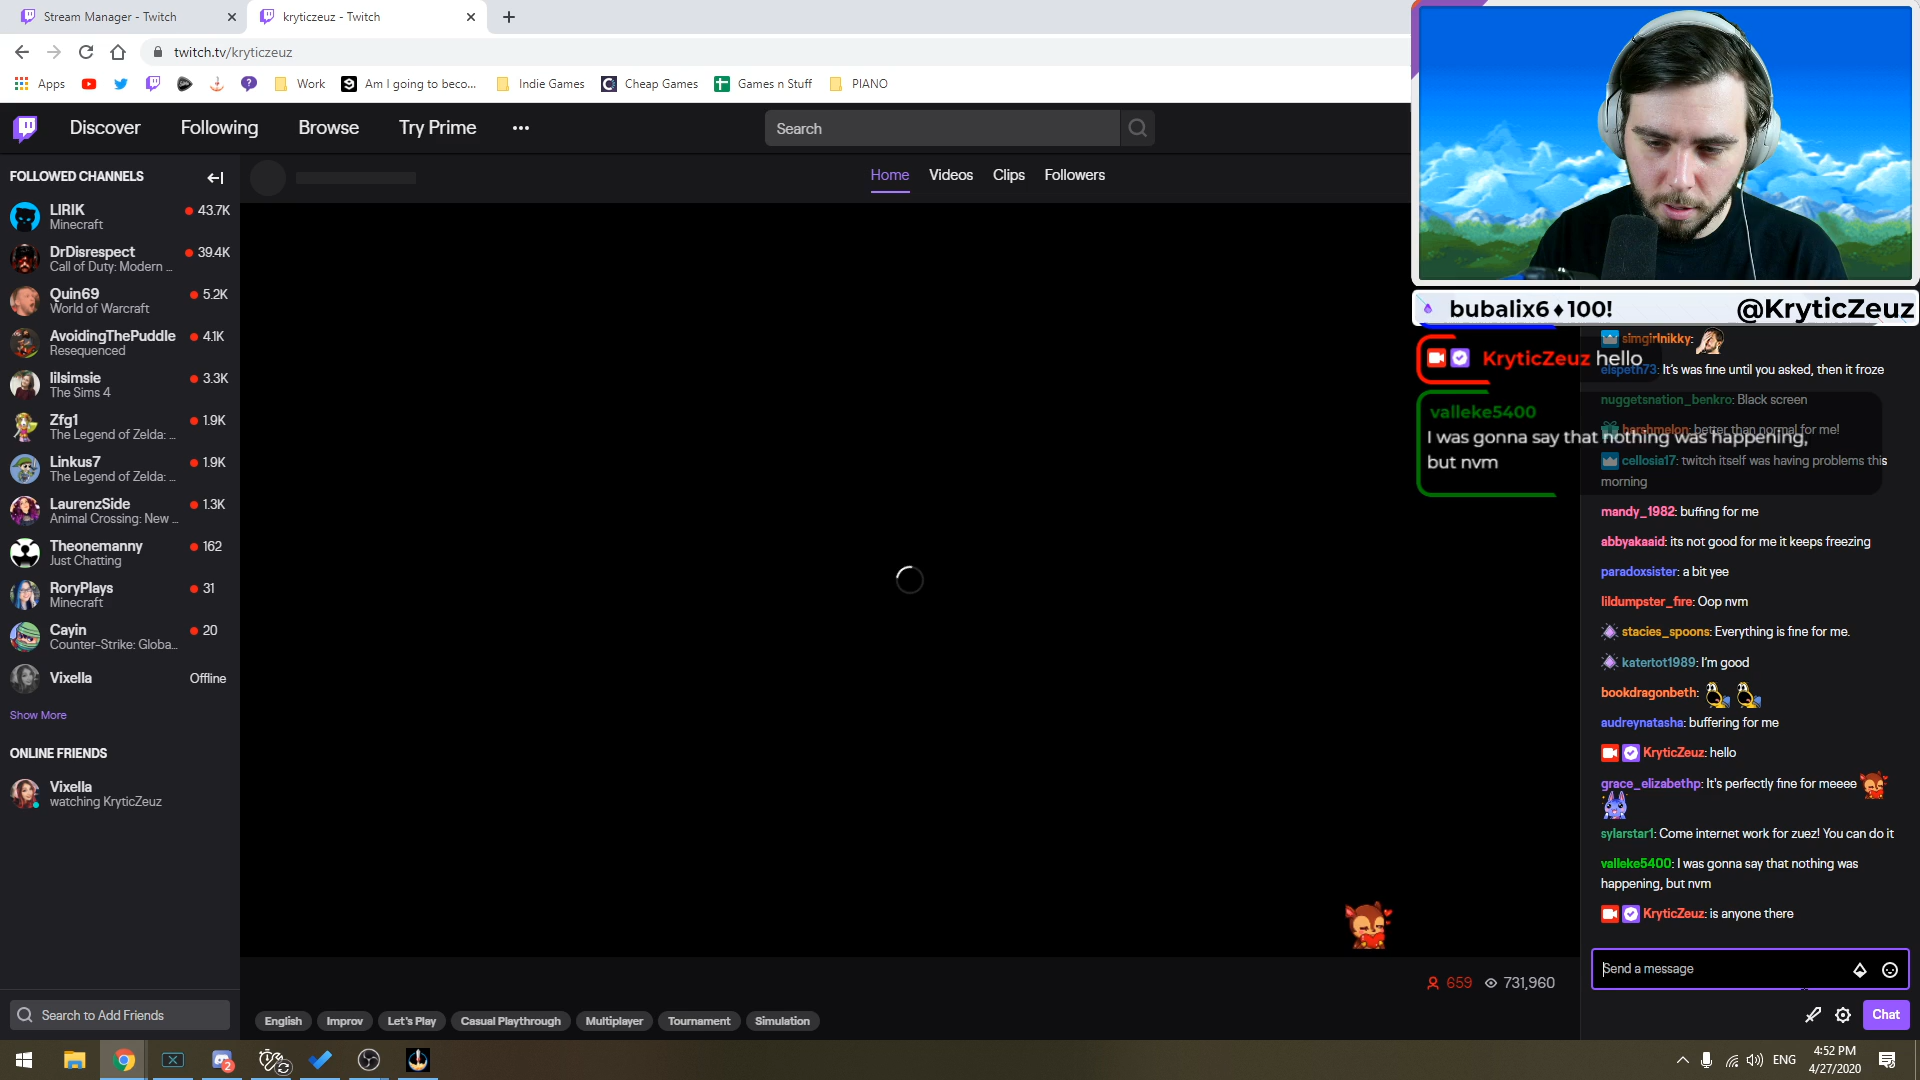 Stream Manager - Twitch
kryticzeuz - Twitch
twitch.tv/kryticzeuz
Apps
Work
Am I going to beco...
Indie Games
Cheap Games
Games n Stuff
PIANO
Discover
Following
Browse
Try Prime
Search
FOLLOWED CHANNELS
LIRIK
43.7K
Minecraft
DrDisrespect
39.4K
Call of Duty: Modern ...
Quin69
5.2K
World of Warcraft
AvoidingThePuddle
4.1K
Resequenced
lilsimsie
3.3K
The Sims 4
Zfg1
1.9K
The Legend of Zelda: ...
Linkus7
1.9K
The Legend of Zelda: ...
LaurenzSide
1.3K
Animal Crossing: New ...
Theonemanny
162
Just Chatting
RoryPlays
31
Minecraft
Cayin
20
Counter-Strike: Globa...
Vixella
Offline
Show More
ONLINE FRIENDS
Vixella
watching KryticZeuz
Search to Add Friends
Home
Videos
Clips
Followers
659
731,960
English
Improv
Let's Play
Casual Playthrough
Multiplayer
Tournament
Simulation
bubalix6♦100!
@KryticZeuz
KryticZeuz hello
valleke5400
I was gonna say that nothing was happening,
but nvm
simgirlnikky:
elspeth73: It's was fine until you asked, then it froze
nuggetsnation_benkro: Black screen
harshmelon: better than normal for me!
cellosia17: twitch itself was having problems this
morning
mandy_1982: buffing for me
abbyakaaid: its not good for me it keeps freezing
paradoxsister: a bit yee
lildumpster_fire: Oop nvm
stacies_spoons: Everything is fine for me.
katertot1989: I'm good
bookdragonbeth:
audreynatasha: buffering for me
KryticZeuz: hello
grace_elizabethp: It's perfectly fine for meeee
sylarstar1: Come internet work for zuez! You can do it
valleke5400: I was gonna say that nothing was
happening, but nvm
KryticZeuz: is anyone there
Send a message
Chat
2
ENG
4:52 PM
4/27/2020